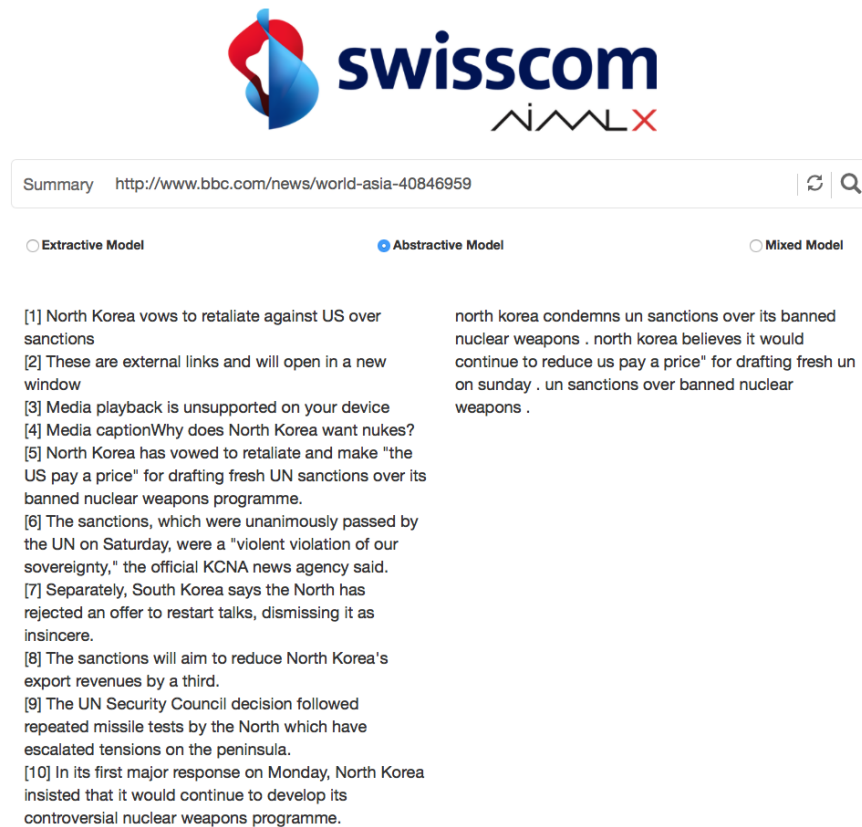 swisscom
AIMLX
Summary http://www.bbc.com/news/world-asia-40846959
Extractive Model Abstractive Model Mixed Model
[1] North Korea vows to retaliate against US over
sanctions
[2] These are external links and will open in a new
window
[3] Media playback is unsupported on your device
[4] Media captionWhy does North Korea want nukes?
[5] North Korea has vowed to retaliate and make "the
US pay a price" for drafting fresh UN sanctions over its
banned nuclear weapons programme.
[6] The sanctions, which were unanimously passed by
the UN on Saturday, were a "violent violation of our
sovereignty," the official KCNA news agency said.
[7] Separately, South Korea says the North has
rejected an offer to restart talks, dismissing it as
insincere.
[8] The sanctions will aim to reduce North Korea's
export revenues by a third.
[9] The UN Security Council decision followed
repeated missile tests by the North which have
escalated tensions on the peninsula.
[10] In its first major response on Monday, North Korea
insisted that it would continue to develop its
controversial nuclear weapons programme.
north korea condemns un sanctions over its banned
nuclear weapons . north korea believes it would
continue to reduce us pay a price" for drafting fresh un
on sunday . un sanctions over banned nuclear
weapons .